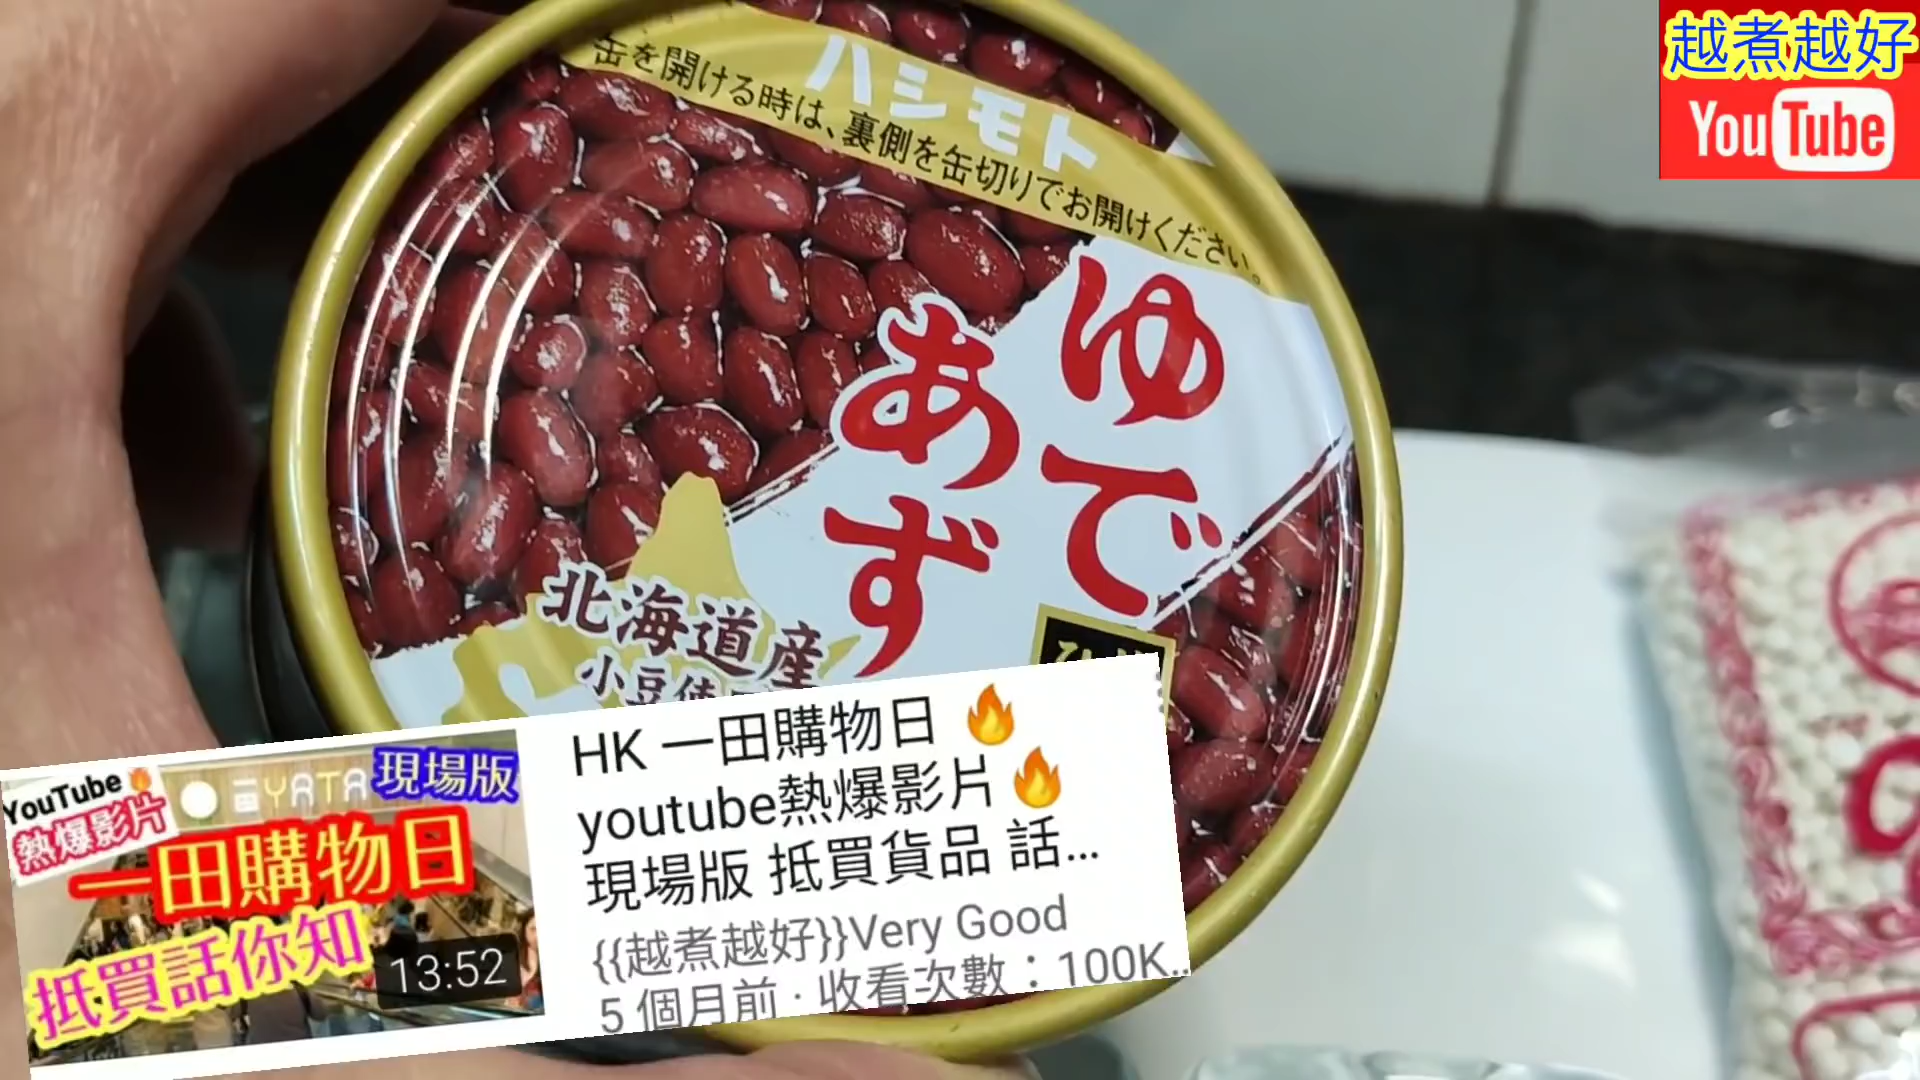 越煮越好
YouTube
ハシモト
缶を開ける時は、裏側を缶切りでお開けください。
ゆで
あず
北海道産
YouTube🔥
熱爆影片
YATA
現場版
一田購物日
抵買話你知
13:52
HK 一田購物日 🔥
youtube熱爆影片🔥
現場版 抵買貨品 話...
{{越煮越好}}Very Good
5 個月前 · 收看次數：100K...